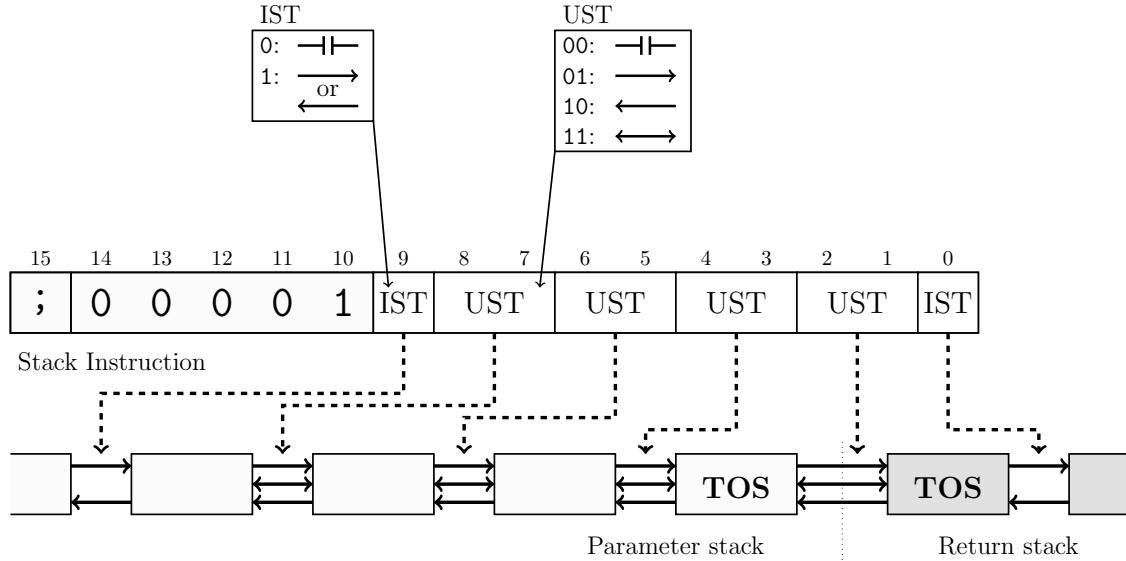 IST
UST
0:
1:
or
00:
01:
10:
11:
15 14 13 12 11 10 9 8 7 6 5 4 3 2 1 0
; 0 0 0 0 1 IST UST UST UST UST IST
Stack Instruction
TOS TOS
Parameter stack Return stack